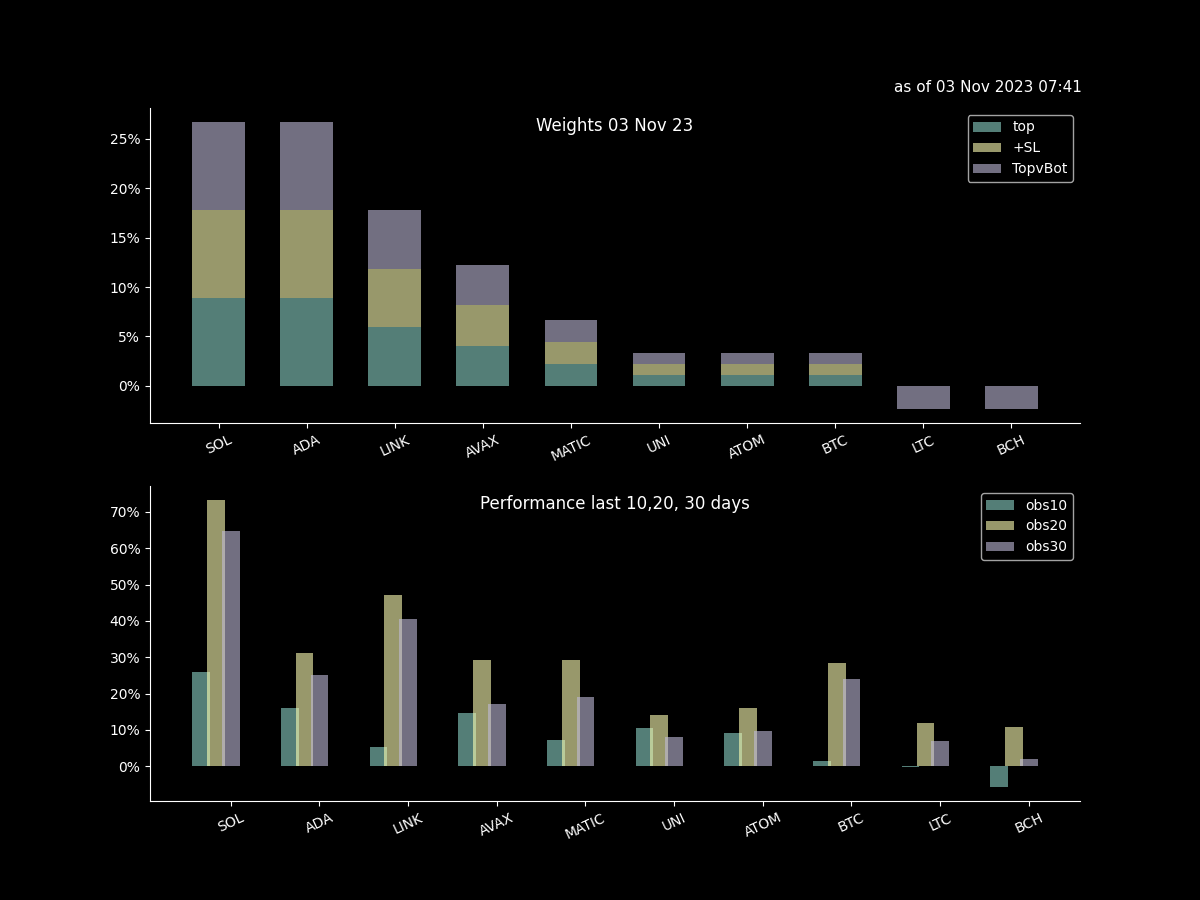 as of 03 Nov 2023 07:41
Weights 03 Nov 23
top
+SL
TopvBot
25%
20%
15%
10%
5%
0%
SOL ADA LINK AVAX MATIC UNI ATOM BTC LTC BCH
Performance last 10,20, 30 days
obs10
obs20
obs30
70%
60%
50%
40%
30%
20%
10%
0%
SOL ADA LINK AVAX MATIC UNI ATOM BTC LTC BCH